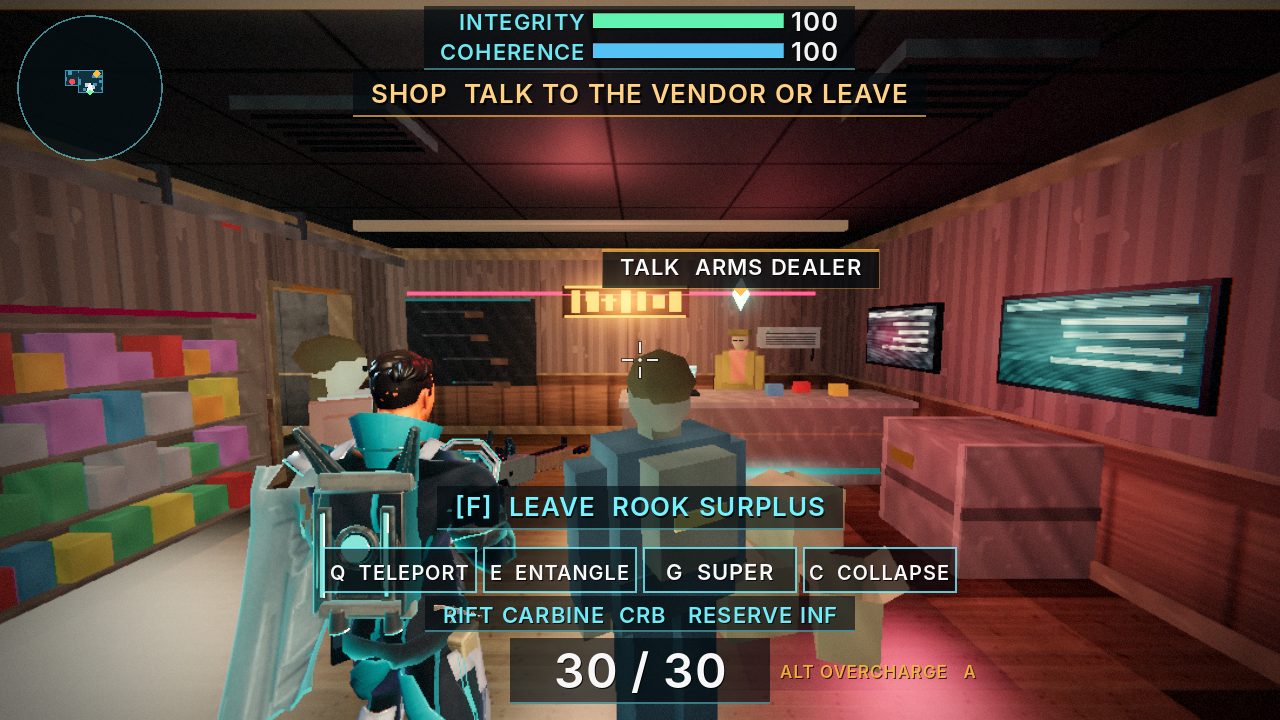 INTEGRITY 100
COHERENCE 100
SHOP TALK TO THE VENDOR OR LEAVE
TALK ARMS DEALER
[F] LEAVE ROOK SURPLUS
Q TELEPORT
E ENTANGLE
G SUPER
C COLLAPSE
RIFT CARBINE CRB RESERVE INF
30 / 30
ALT OVERCHARGE A